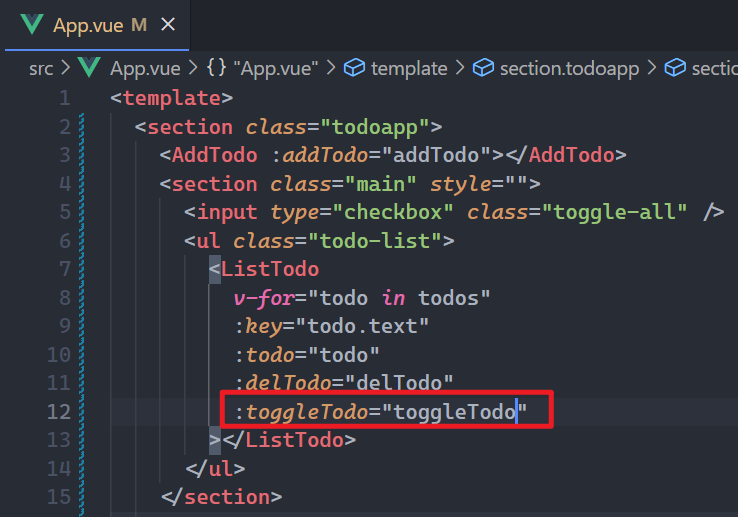 App.vue M
src > App.vue > {} "App.vue" > template > section.todoapp > sectio
1 <template>
2 <section class="todoapp">
3 <AddTodo :addTodo="addTodo"></AddTodo>
4 <section class="main" style="">
5 <input type="checkbox" class="toggle-all" />
6 <ul class="todo-list">
7 <ListTodo
8 v-for="todo in todos"
9 :key="todo.text"
10 :todo="todo"
11 :delTodo="delTodo"
12 :toggleTodo="toggleTodo"
13 ></ListTodo>
14 </ul>
15 </section>